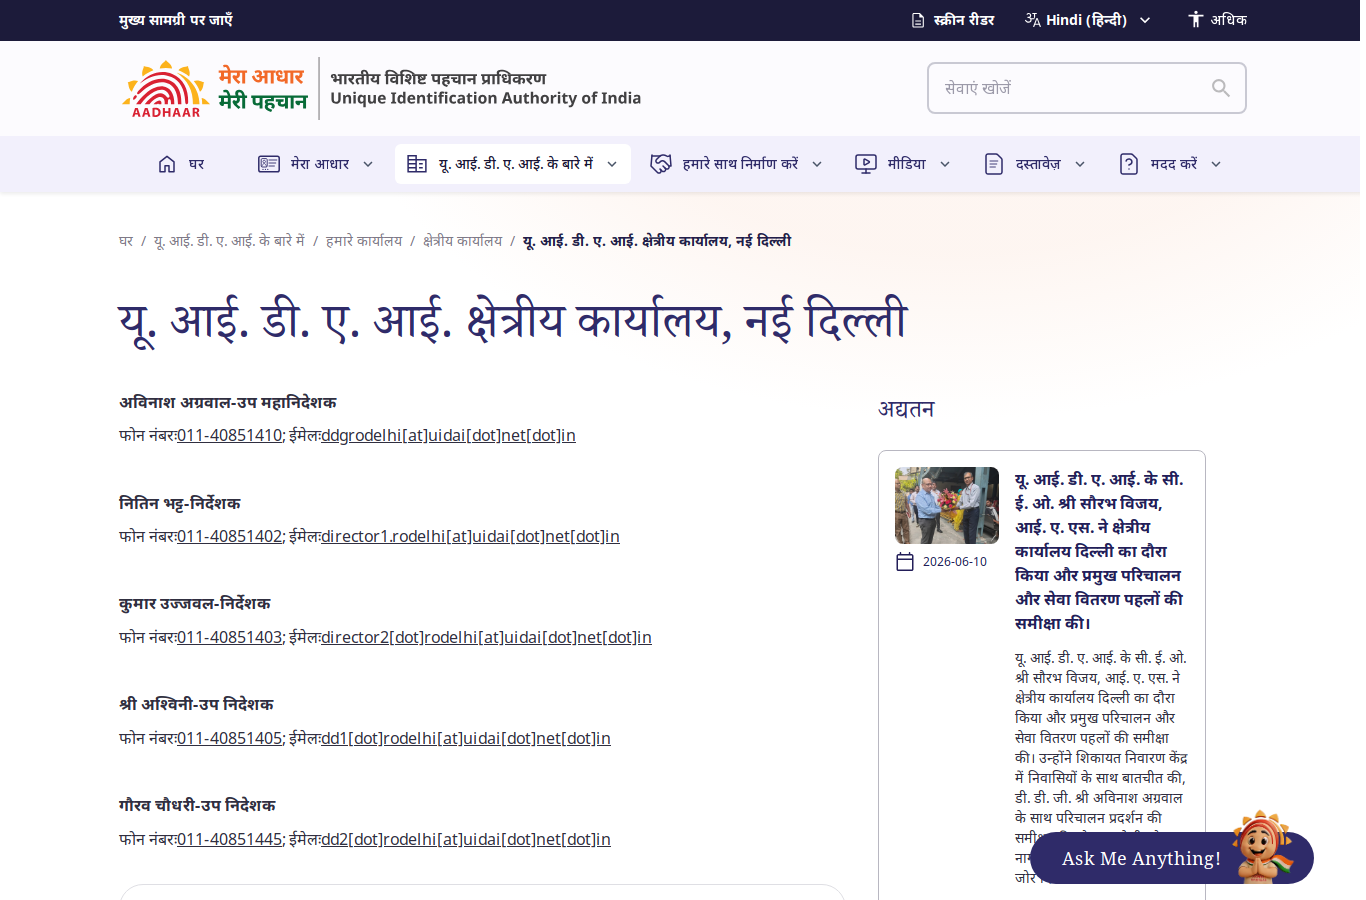 मुख्य सामग्री पर जाएँ
स्क्रीन रीडर
Hindi (हिन्दी)
अधिक
AADHAAR
मेरा आधार
मेरी पहचान
भारतीय विशिष्ट पहचान प्राधिकरण
Unique Identification Authority of India
सेवाएं खोजें
घर
मेरा आधार
यू. आई. डी. ए. आई. के बारे में
हमारे साथ निर्माण करें
मीडिया
दस्तावेज़
मदद करें
घर / यू. आई. डी. ए. आई. के बारे में / हमारे कार्यालय / क्षेत्रीय कार्यालय / यू. आई. डी. ए. आई. क्षेत्रीय कार्यालय, नई दिल्ली
यू. आई. डी. ए. आई. क्षेत्रीय कार्यालय, नई दिल्ली
अविनाश अग्रवाल-उप महानिदेशक
फोन नंबरः011-40851410; ईमेलःddgrodelhi[at]uidai[dot]net[dot]in
नितिन भट्ट-निर्देशक
फोन नंबरः011-40851402; ईमेलःdirector1.rodelhi[at]uidai[dot]net[dot]in
कुमार उज्जवल-निर्देशक
फोन नंबरः011-40851403; ईमेलःdirector2[dot]rodelhi[at]uidai[dot]net[dot]in
श्री अश्विनी-उप निदेशक
फोन नंबरः011-40851405; ईमेलःdd1[dot]rodelhi[at]uidai[dot]net[dot]in
गौरव चौधरी-उप निदेशक
फोन नंबरः011-40851445; ईमेलःdd2[dot]rodelhi[at]uidai[dot]net[dot]in
अद्यतन
2026-06-10
यू. आई. डी. ए. आई. के सी.
ई. ओ. श्री सौरभ विजय,
आई. ए. एस. ने क्षेत्रीय
कार्यालय दिल्ली का दौरा
किया और प्रमुख परिचालन
और सेवा वितरण पहलों की
समीक्षा की।
यू. आई. डी. ए. आई. के सी. ई. ओ.
श्री सौरभ विजय, आई. ए. एस. ने
क्षेत्रीय कार्यालय दिल्ली का दौरा
किया और प्रमुख परिचालन और
सेवा वितरण पहलों की समीक्षा
की। उन्होंने शिकायत निवारण केंद्र
में निवासियों के साथ बातचीत की,
डी. डी. जी. श्री अविनाश अग्रवाल
के साथ परिचालन प्रदर्शन की
जोर
Ask Me Anything!